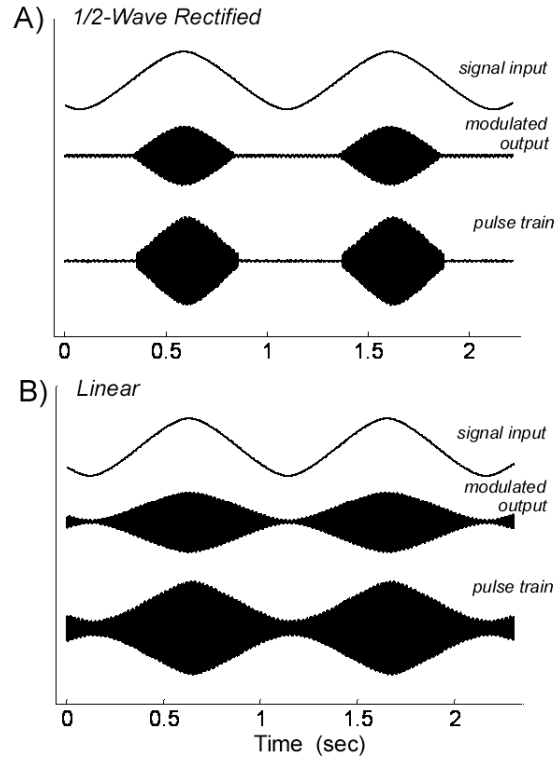 A) 1/2-Wave Rectified
signal input
modulated
output
pulse train
0 0.5 1 1.5 2
B) Linear
signal input
modulated
output
pulse train
0 0.5 1 1.5 2
Time (sec)